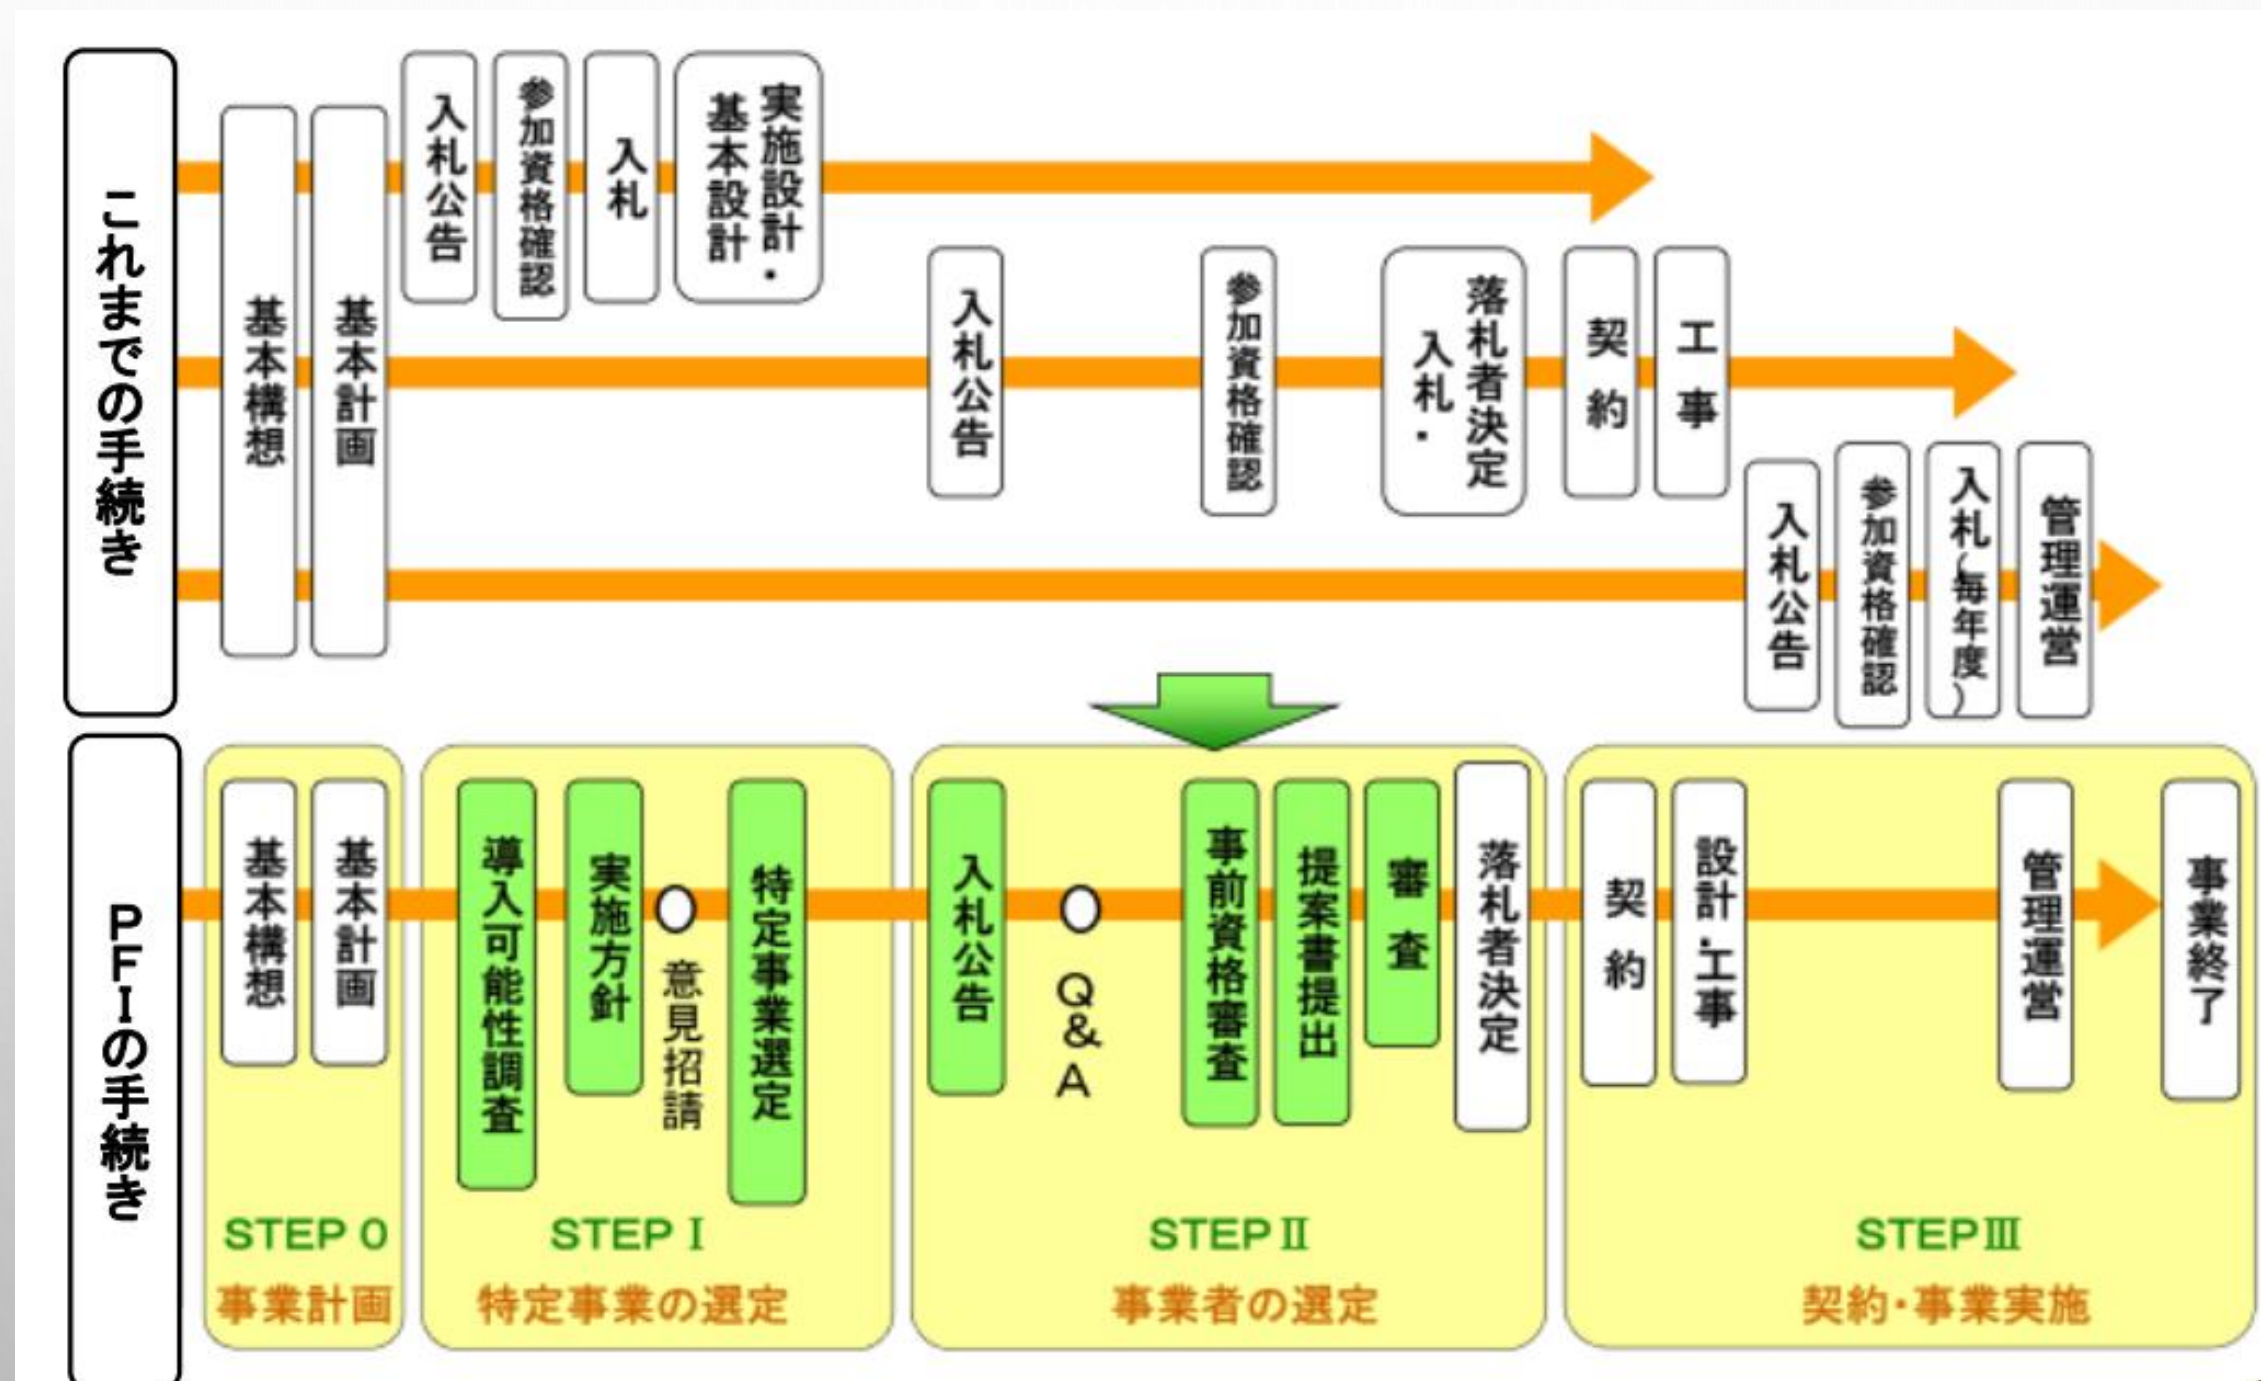 これまでの手続き
基本構想
基本計画
入札公告
参加資格確認
入札
実施設計・
基本設計
入札公告
参加資格確認
落札者決定
入札・
契約
工事
入札公告
参加資格確認
入札(毎年度)
管理運営
PFIの手続き
基本構想
基本計画
STEP 0
事業計画
導入可能性調査
実施方針
意見招請
特定事業選定
STEP Ⅰ
特定事業の選定
入札公告
Q&A
事前資格審査
提案書提出
審査
落札者決定
STEP Ⅱ
事業者の選定
契約
設計・工事
管理運営
事業終了
STEP Ⅲ
契約・事業実施